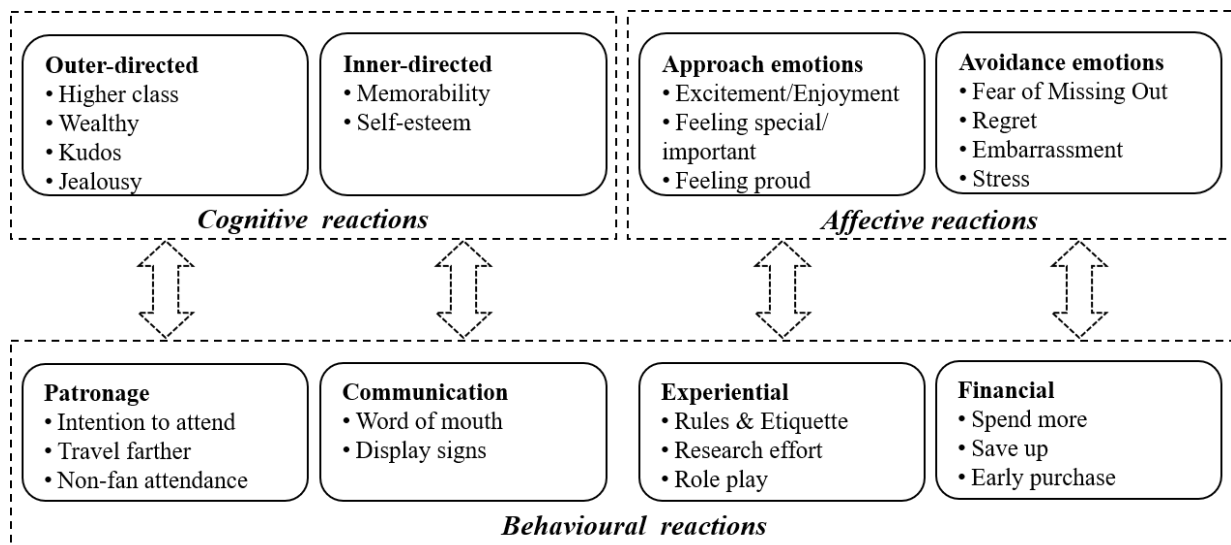 Outer-directed
• Higher class
• Wealthy
• Kudos
• Jealousy
Inner-directed
• Memorability
• Self-esteem
Cognitive reactions
Approach emotions
• Excitement/Enjoyment
• Feeling special/
important
• Feeling proud
Avoidance emotions
• Fear of Missing Out
• Regret
• Embarrassment
• Stress
Affective reactions
Patronage
• Intention to attend
• Travel farther
• Non-fan attendance
Communication
• Word of mouth
• Display signs
Experiential
• Rules & Etiquette
• Research effort
• Role play
Financial
• Spend more
• Save up
• Early purchase
Behavioural reactions